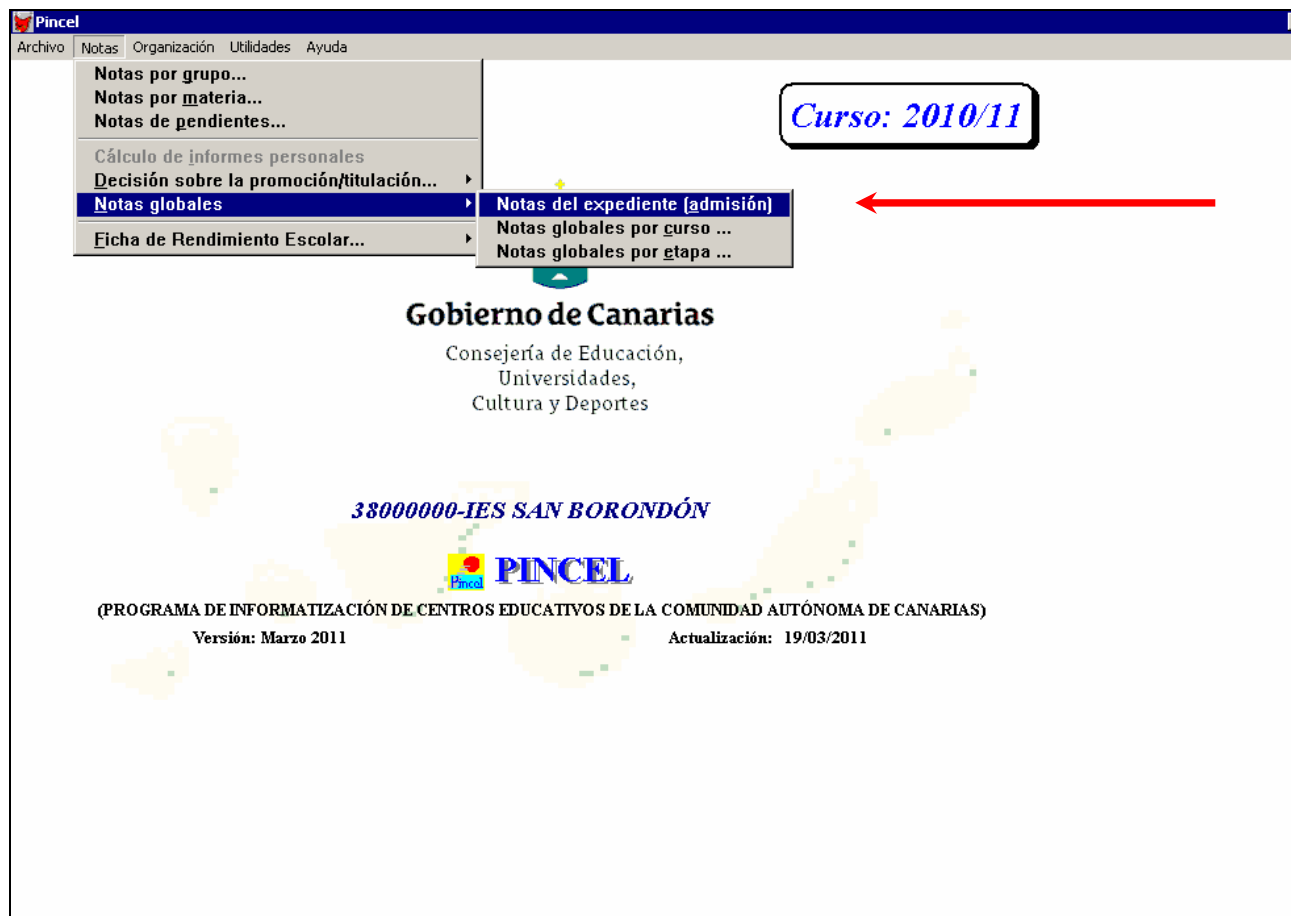 Pincel
Archivo Notas Organización Utilidades Ayuda
Notas por grupo...
Notas por materia...
Notas de pendientes...
Cálculo de informes personales
Decisión sobre la promoción/titulación...
Notas globales
Ficha de Rendimiento Escolar...
Notas del expediente (admisión)
Notas globales por curso ...
Notas globales por etapa ...
Curso: 2010/11
Gobierno de Canarias
Consejería de Educación,
Universidades,
Cultura y Deportes
38000000-IES SAN BORONDÓN
Pincel PINCEL
(PROGRAMA DE INFORMATIZACIÓN DE CENTROS EDUCATIVOS DE LA COMUNIDAD AUTÓNOMA DE CANARIAS)
Versión: Marzo 2011 Actualización: 19/03/2011